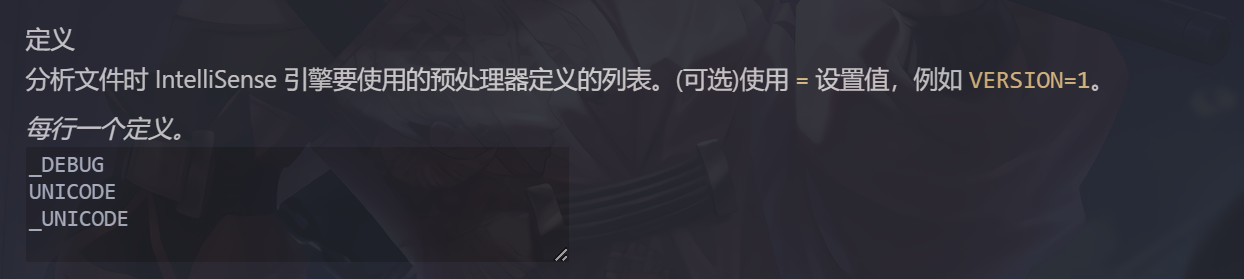 定义
分析文件时 IntelliSense 引擎要使用的预处理器定义的列表。(可选)使用 = 设置值，例如 VERSION=1。
每行一个定义。
_DEBUG
UNICODE
_UNICODE